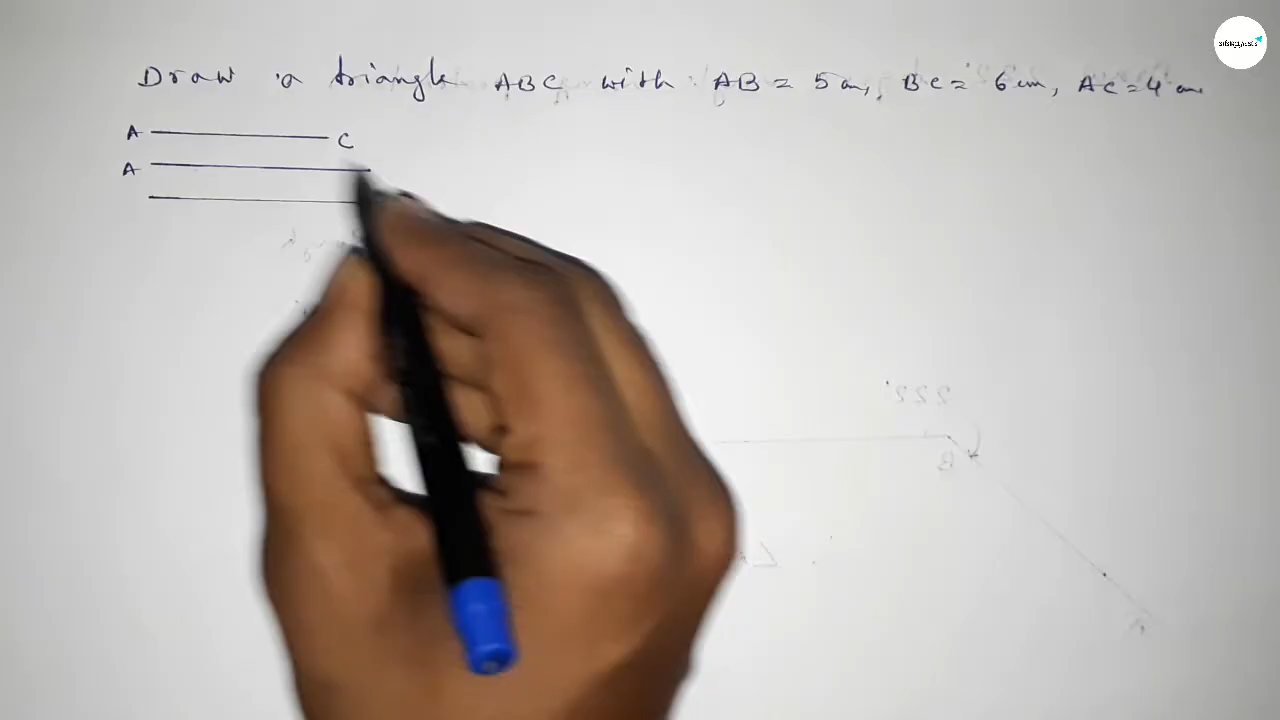 Draw a triangle ABC with AB = 5 cm, BC = 6 cm, AC = 4 cm
A C
A